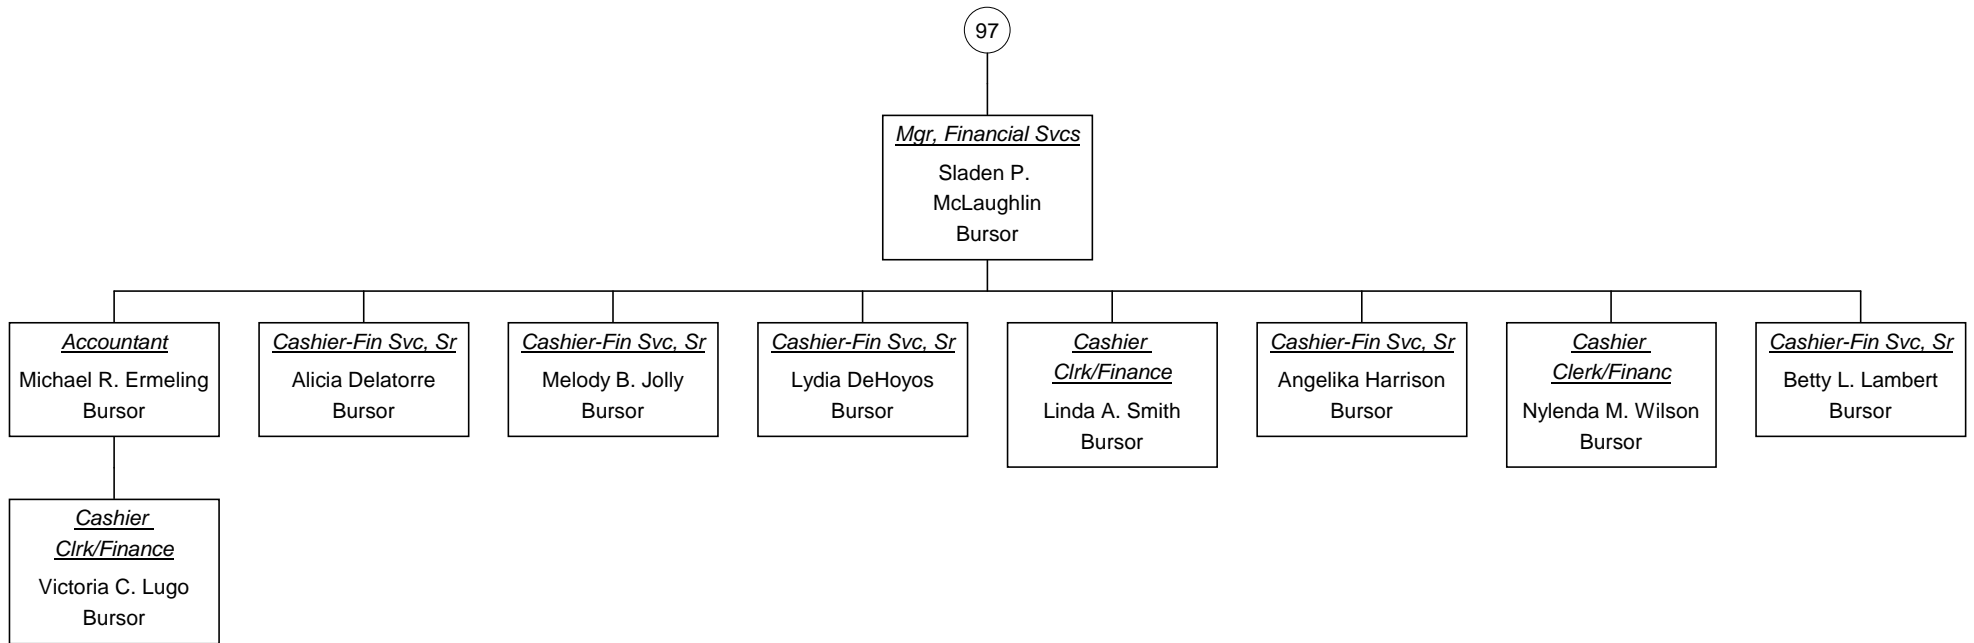 97
Mgr, Financial Svcs
Sladen P.
McLaughlin
Bursor
Accountant
Michael R. Ermeling
Bursor
Cashier-Fin Svc, Sr
Alicia Delatorre
Bursor
Cashier-Fin Svc, Sr
Melody B. Jolly
Bursor
Cashier-Fin Svc, Sr
Lydia DeHoyos
Bursor
Cashier
Clrk/Finance
Linda A. Smith
Bursor
Cashier-Fin Svc, Sr
Angelika Harrison
Bursor
Cashier
Clerk/Financ
Nylenda M. Wilson
Bursor
Cashier-Fin Svc, Sr
Betty L. Lambert
Bursor
Cashier
Clrk/Finance
Victoria C. Lugo
Bursor